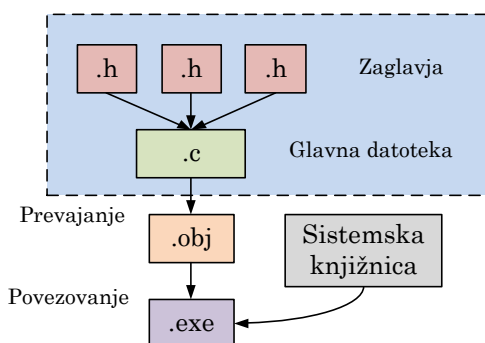 .h .h .h Zaglavja
.c Glavna datoteka
Prevajanje
.obj
Sistemska
knjižnica
Povezovanje
.exe